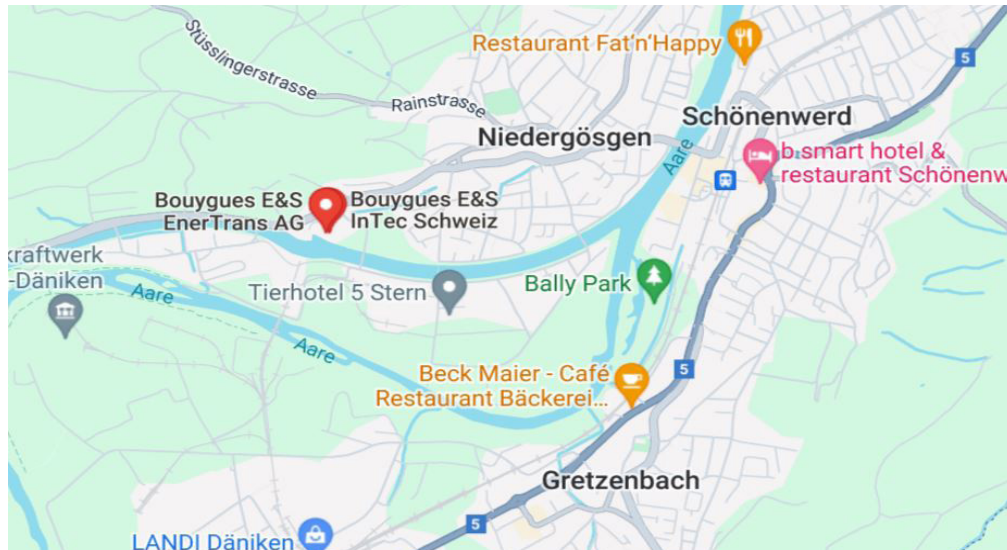 Restaurant Fat'n'Happy
5
Stüsslingerstrasse
Rainstrasse
Schönenwerd
Niedergösgen
Aare
b.smart hotel &
restaurant Schönenw
Bouygues E&S
EnerTrans AG
Bouygues E&S
InTec Schweiz
kraftwerk
-Däniken
Aare
Tierhotel 5 Stern
Bally Park
Aare
Beck Maier - Café
Restaurant Bäckerei...
5
Gretzenbach
5
LANDI Däniken